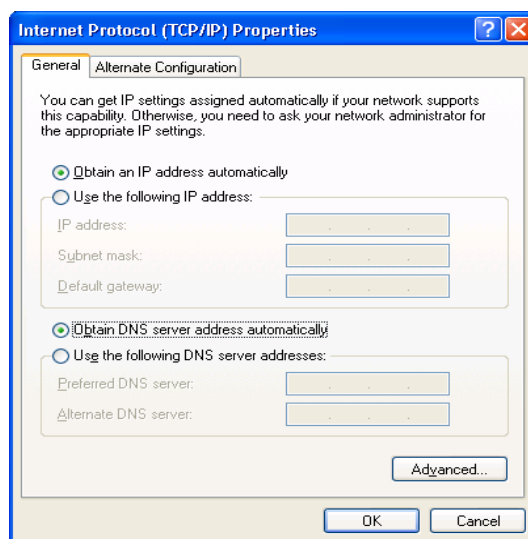 Internet Protocol (TCP/IP) Properties
General
Alternate Configuration
You can get IP settings assigned automatically if your network supports
this capability. Otherwise, you need to ask your network administrator for
the appropriate IP settings.
Obtain an IP address automatically
Use the following IP address:
IP address:
Subnet mask:
Default gateway:
Obtain DNS server address automatically
Use the following DNS server addresses:
Preferred DNS server:
Alternate DNS server:
Advanced...
OK
Cancel